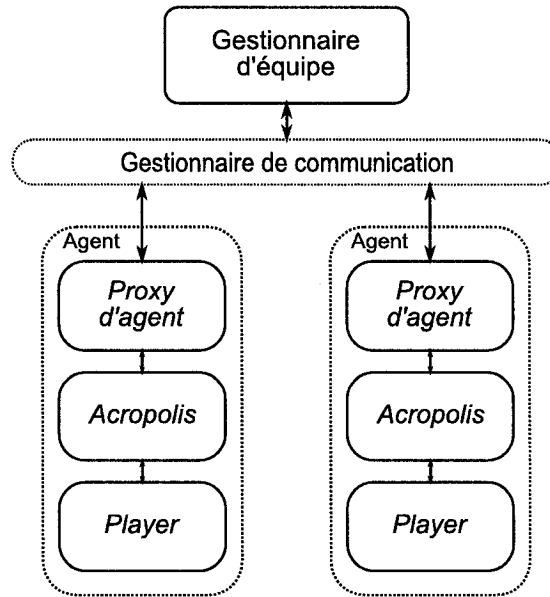 Gestionnaire
d'équipe
Gestionnaire de communication
Agent
Proxy
d'agent
Acropolis
Player
Agent
Proxy
d'agent
Acropolis
Player